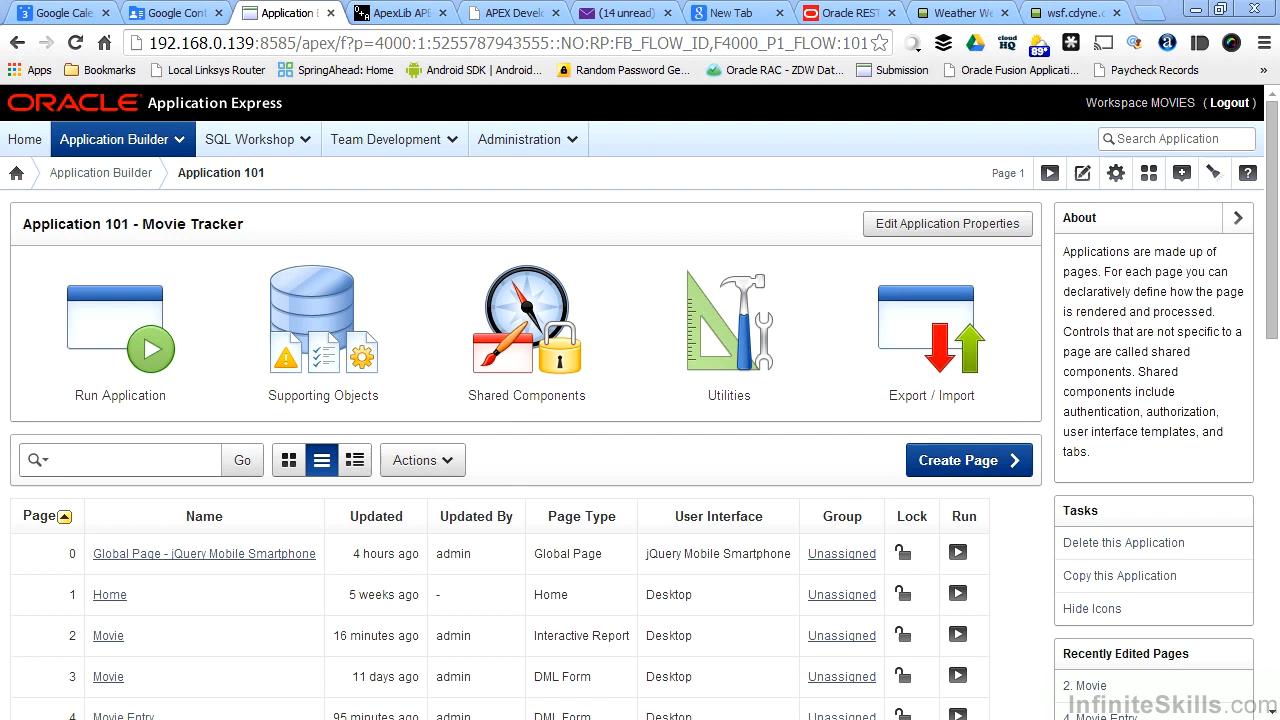 3 Google Cale
Google Cont
Application E
ApexLib APE
APEX Devel
(14 unread)
8 New Tab
Oracle REST
Weather We
wsf.cdyne.c
192.168.0.139:8585/apex/f?p=4000:1:5255787943555::NO:RP:FB_FLOW_ID,F4000_P1_FLOW:101
cloud HQ
89°
Apps
Bookmarks
Local Linksys Router
SpringAhead: Home
Android SDK | Android...
Random Password Ge...
Oracle RAC - ZDW Dat...
Submission
Oracle Fusion Applicati...
Paycheck Records
»
ORACLE Application Express
Workspace MOVIES ( Logout )
Home
Application Builder
SQL Workshop
Team Development
Administration
Search Application
Application Builder
Application 101
Page 1
Application 101 - Movie Tracker
Edit Application Properties
Run Application
Supporting Objects
Shared Components
Utilities
Export / Import
Go
Actions
Create Page
Page Name Updated Updated By Page Type User Interface Group Lock Run
0 Global Page - jQuery Mobile Smartphone 4 hours ago admin Global Page jQuery Mobile Smartphone Unassigned
1 Home 5 weeks ago - Home Desktop Unassigned
2 Movie 16 minutes ago admin Interactive Report Desktop Unassigned
3 Movie 11 days ago admin DML Form Desktop Unassigned
4 Movie Entry 95 minutes ago admin DML Form Desktop Unassigned
About
Applications are made up of
pages. For each page you can
declaratively define how the page
is rendered and processed.
Controls that are not specific to a
page are called shared
components. Shared
components include
authentication, authorization,
user interface templates, and
tabs.
Tasks
Delete this Application
Copy this Application
Hide Icons
Recently Edited Pages
2. Movie
4. Movie Entry
InfiniteSkills.com